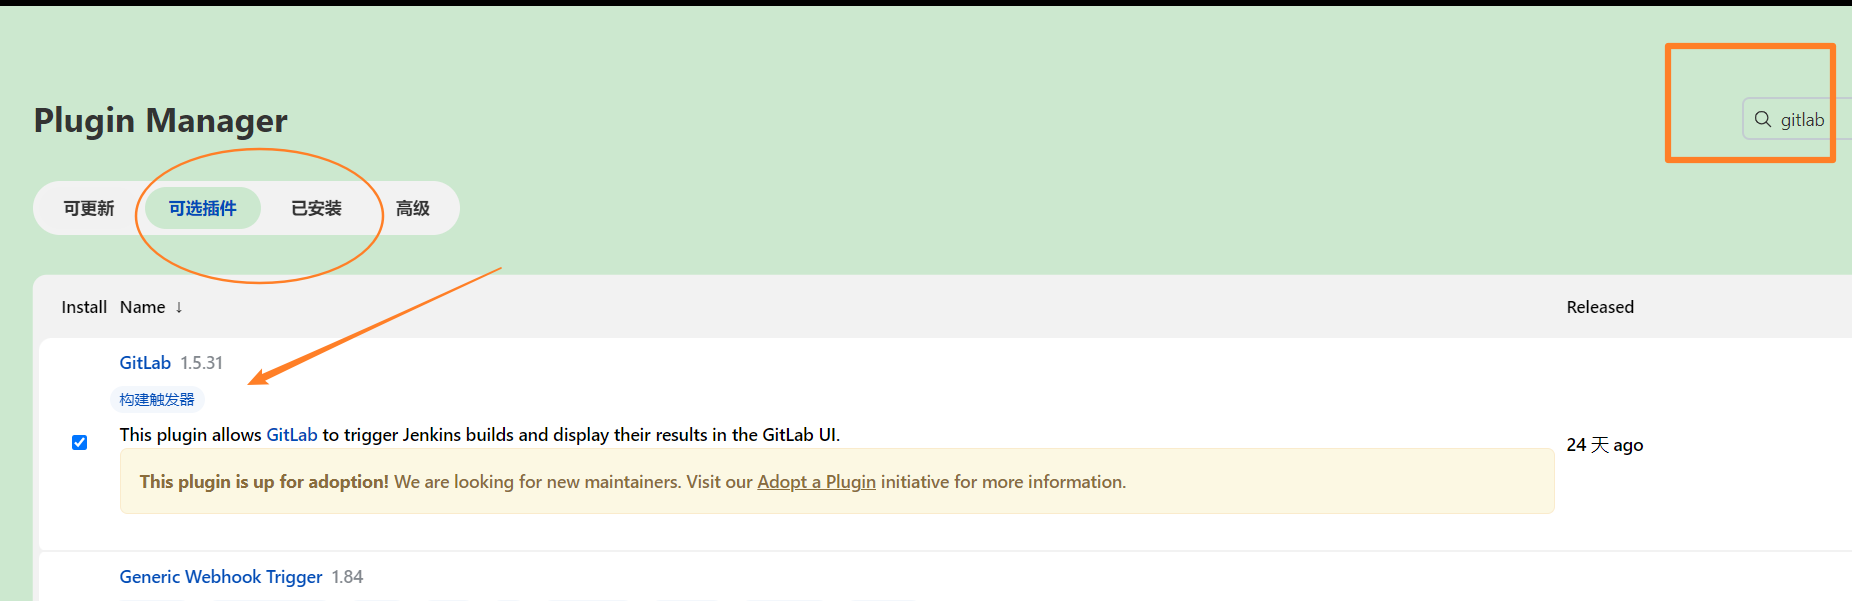 Plugin Manager
gitlab
可更新 可选插件 已安装 高级
Install Name ↓ Released
GitLab 1.5.31
构建触发器
This plugin allows GitLab to trigger Jenkins builds and display their results in the GitLab UI.
24 天 ago
This plugin is up for adoption! We are looking for new maintainers. Visit our Adopt a Plugin initiative for more information.
Generic Webhook Trigger 1.84